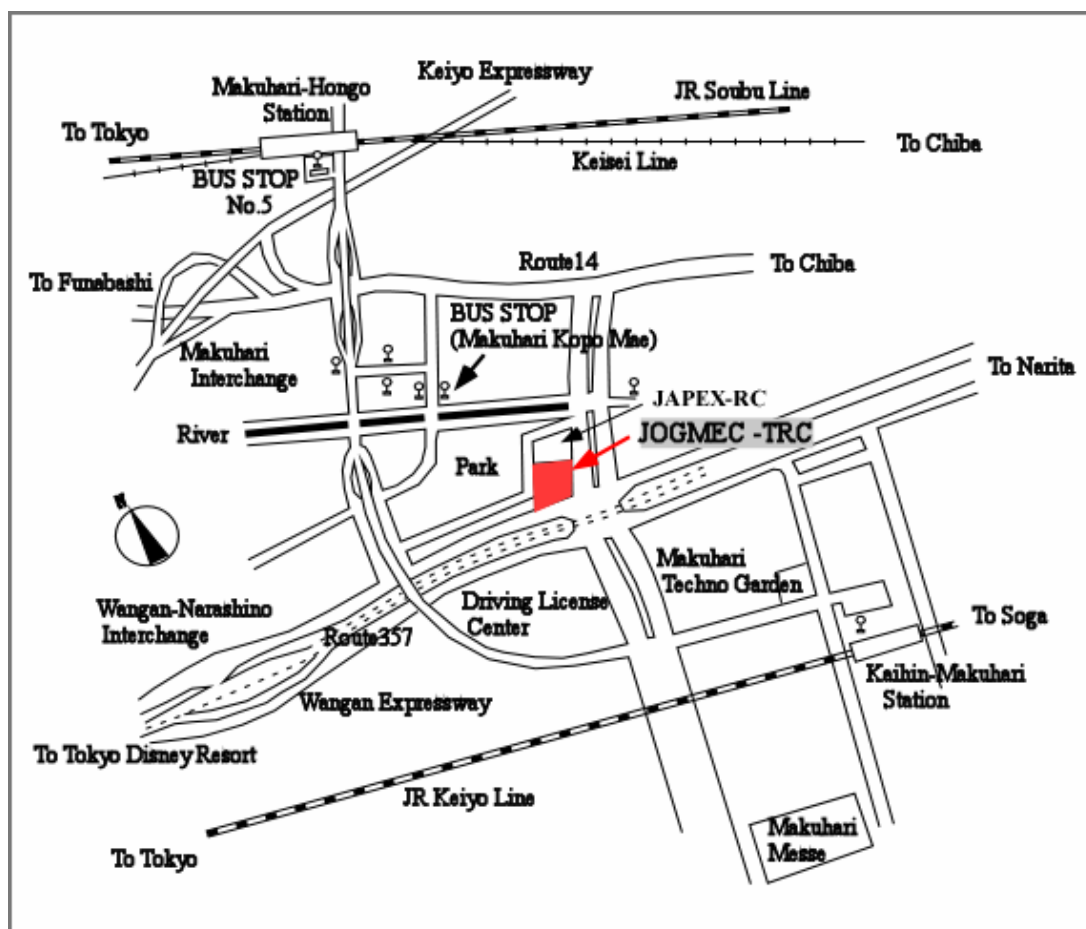 Keiyo Expressway
Makuhari-Hongo
Station
JR Soubu Line
To Tokyo
To Chiba
Keisei Line
BUS STOP
No.5
Route14
To Chiba
To Funabashi
BUS STOP
(Makuhari Kopo Mae)
Makuhari
Interchange
To Narita
JAPEX-RC
River
JOGMEC -TRC
Park
N
Makuhari
Techno Garden
Wangan-Narashino
Interchange
Driving License
Center
To Soga
Route357
Kaihin-Makuhari
Station
Wangan Expressway
To Tokyo Disney Resort
JR Keiyo Line
Makuhari
Messe
To Tokyo